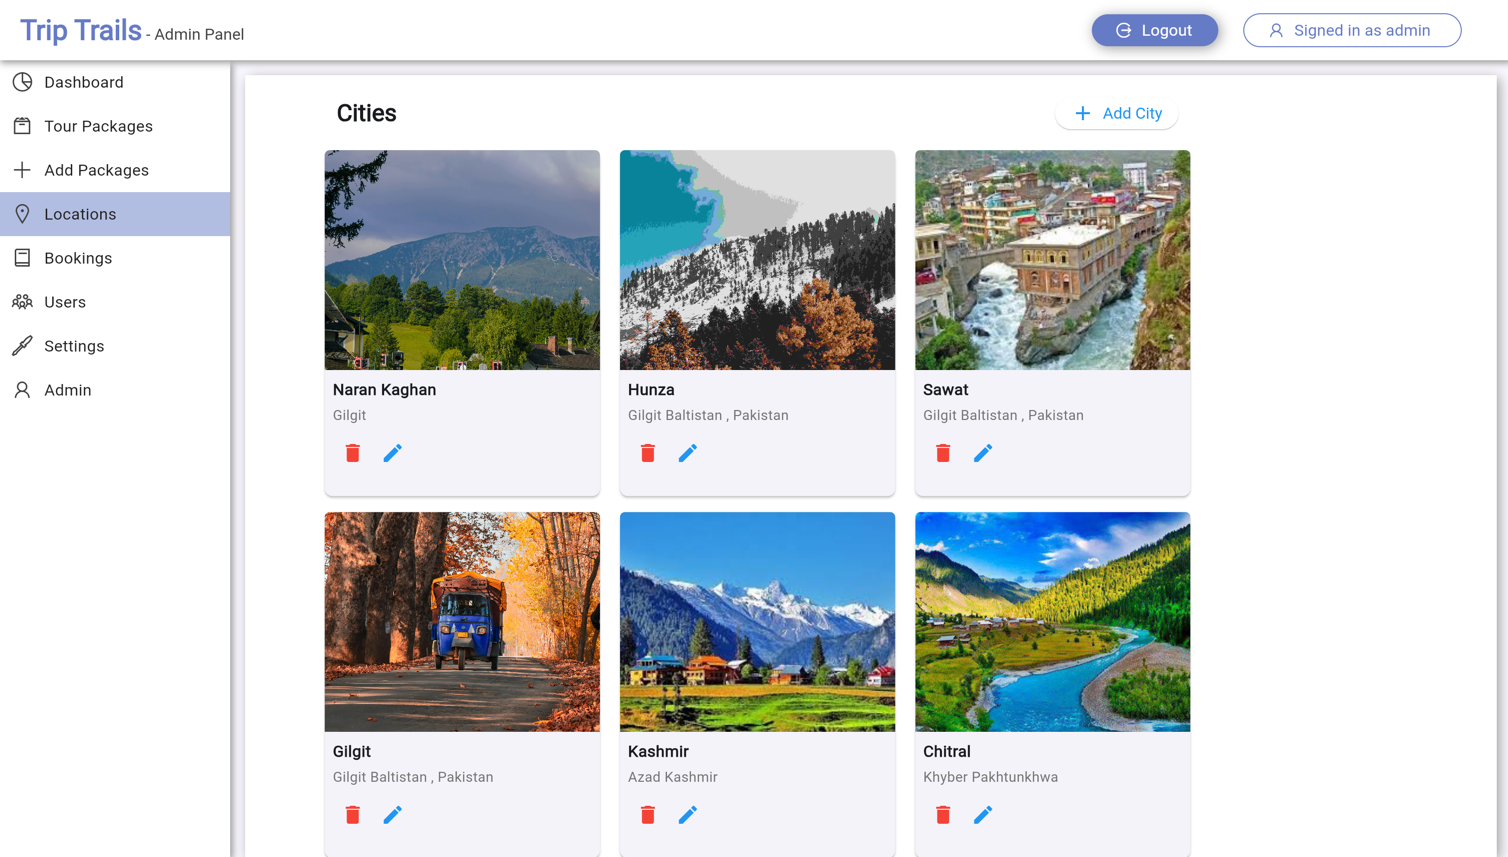 Trip Trails - Admin Panel
Logout
Signed in as admin
Dashboard
Tour Packages
Add Packages
Locations
Bookings
Users
Settings
Admin
Cities
Add City
Naran Kaghan
Gilgit
Hunza
Gilgit Baltistan , Pakistan
Sawat
Gilgit Baltistan , Pakistan
Gilgit
Gilgit Baltistan , Pakistan
Kashmir
Azad Kashmir
Chitral
Khyber Pakhtunkhwa